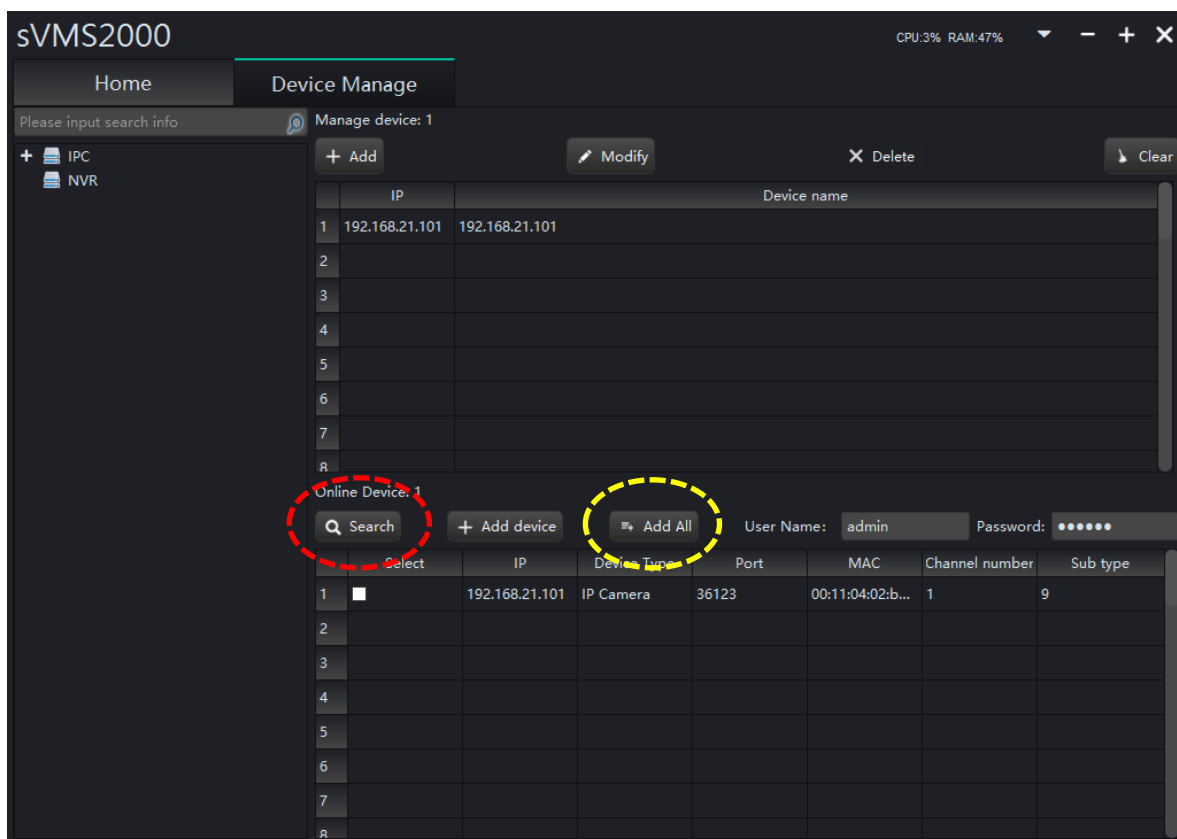 sVMS2000
CPU:3% RAM:47%
Home
Device Manage
Please input search info
IPC
NVR
Manage device: 1
Add
Modify
Delete
Clear
IP
Device name
1 192.168.21.101 192.168.21.101
2
3
4
5
6
7
8
Online Device: 1
Search
Add device
Add All
User Name:
admin
Password:
••••••
Select IP Device Type Port MAC Channel number Sub type
1 192.168.21.101 IP Camera 36123 00:11:04:02:b... 1 9
2
3
4
5
6
7
8